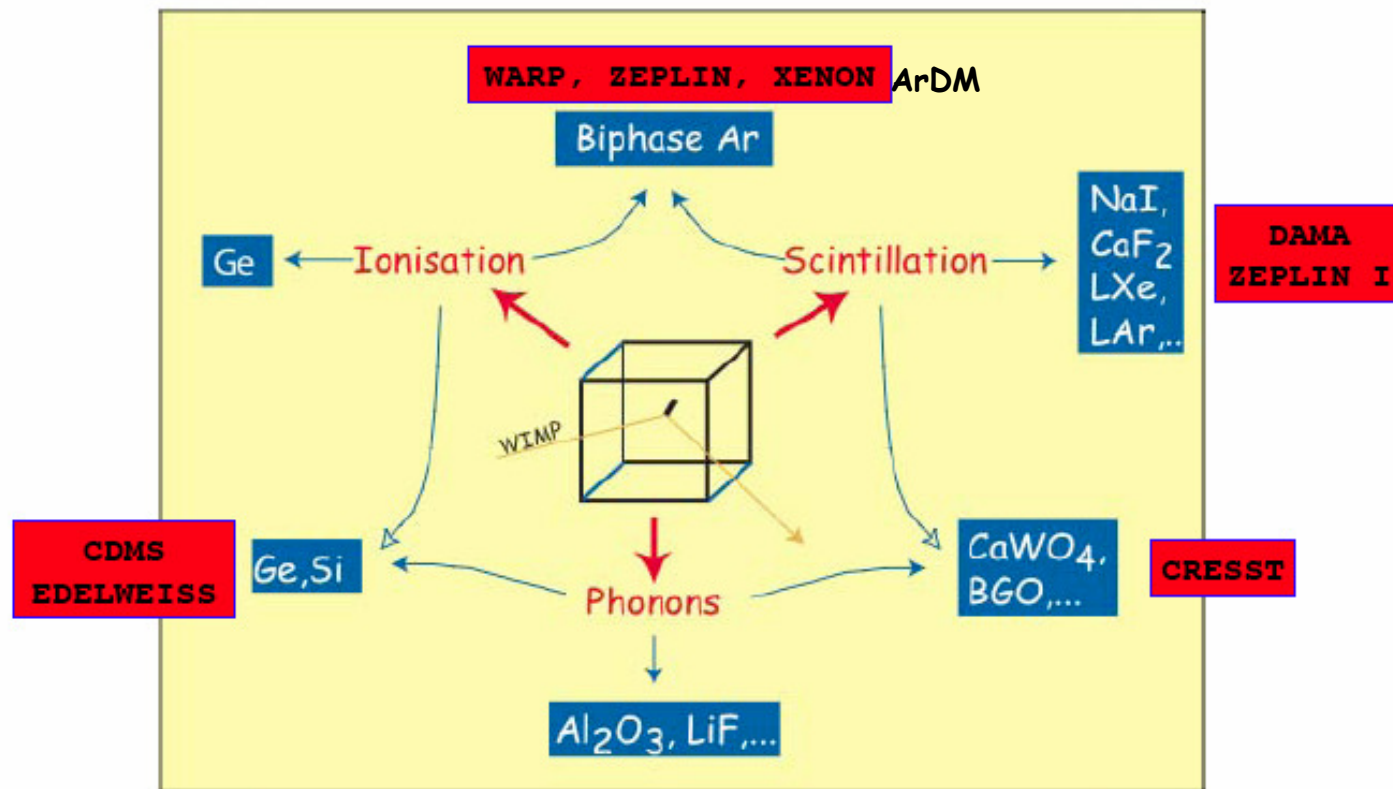 WARP, ZEPLIN, XENON ArDM
Biphase Ar
NaI,
CaF2
LXe,
LAr,..
DAMA
ZEPLIN I
Ge
Ionisation
Scintillation
WIMP
CDMS
EDELWEISS
Ge,Si
Phonons
CaWO4,
BGO,...
CRESST
Al2O3, LiF,...